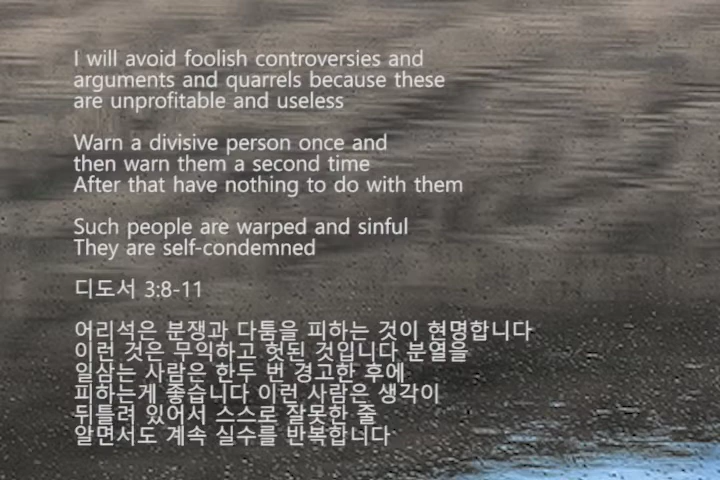 I will avoid foolish controversies and
arguments and quarrels because these
are unprofitable and useless
Warn a divisive person once and
then warn them a second time
After that have nothing to do with them
Such people are warped and sinful
They are self-condemned
디도서 3:8-11
어리석은 분쟁과 다툼을 피하는 것이 현명합니다
이런 것은 무익하고 헛된 것입니다 분열을
일삼는 사람은 한두 번 경고한 후에
피하는게 좋습니다 이런 사람은 생각이
뒤틀려 있어서 스스로 잘못한 줄
알면서도 계속 실수를 반복합니다